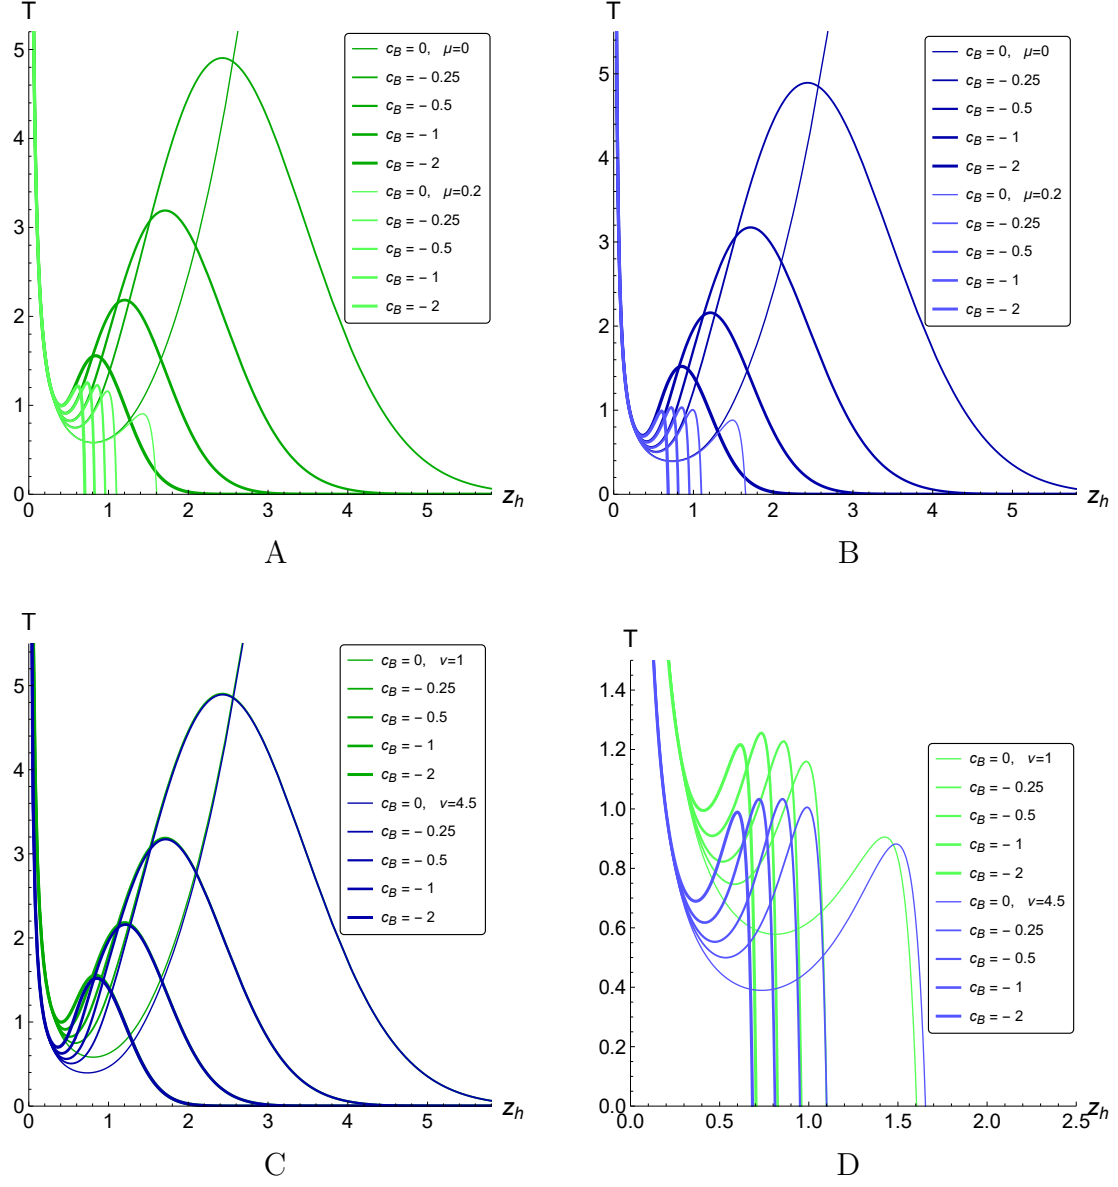 T
5
4
3
2
1
0
0
1
2
3
4
5
z_h
c_B = 0, μ=0
c_B = − 0.25
c_B = − 0.5
c_B = − 1
c_B = − 2
c_B = 0, μ=0.2
c_B = − 0.25
c_B = − 0.5
c_B = − 1
c_B = − 2
A
T
5
4
3
2
1
0
0
1
2
3
4
5
z_h
c_B = 0, μ=0
c_B = − 0.25
c_B = − 0.5
c_B = − 1
c_B = − 2
c_B = 0, μ=0.2
c_B = − 0.25
c_B = − 0.5
c_B = − 1
c_B = − 2
B
T
5
4
3
2
1
0
0
1
2
3
4
5
z_h
c_B = 0, ν=1
c_B = − 0.25
c_B = − 0.5
c_B = − 1
c_B = − 2
c_B = 0, ν=4.5
c_B = − 0.25
c_B = − 0.5
c_B = − 1
c_B = − 2
C
T
1.4
1.2
1.0
0.8
0.6
0.4
0.2
0.0
0.0
0.5
1.0
1.5
2.0
2.5
z_h
c_B = 0, ν=1
c_B = − 0.25
c_B = − 0.5
c_B = − 1
c_B = − 2
c_B = 0, ν=4.5
c_B = − 0.25
c_B = − 0.5
c_B = − 1
c_B = − 2
D